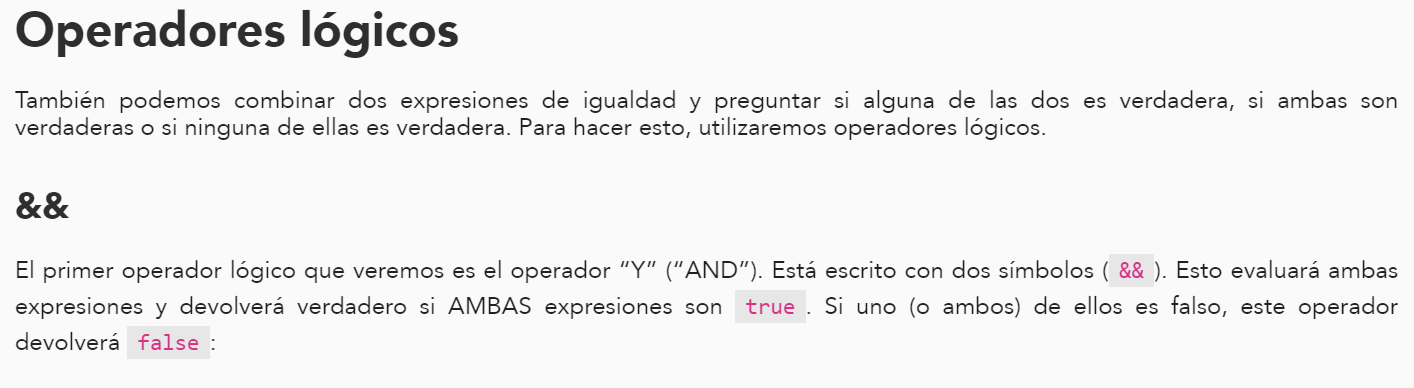 Operadores lógicos
También podemos combinar dos expresiones de igualdad y preguntar si alguna de las dos es verdadera, si ambas son
verdaderas o si ninguna de ellas es verdadera. Para hacer esto, utilizaremos operadores lógicos.
&&
El primer operador lógico que veremos es el operador “Y” (“AND”). Está escrito con dos símbolos ( && ). Esto evaluará ambas
expresiones y devolverá verdadero si AMBAS expresiones son true . Si uno (o ambos) de ellos es falso, este operador
devolverá false :